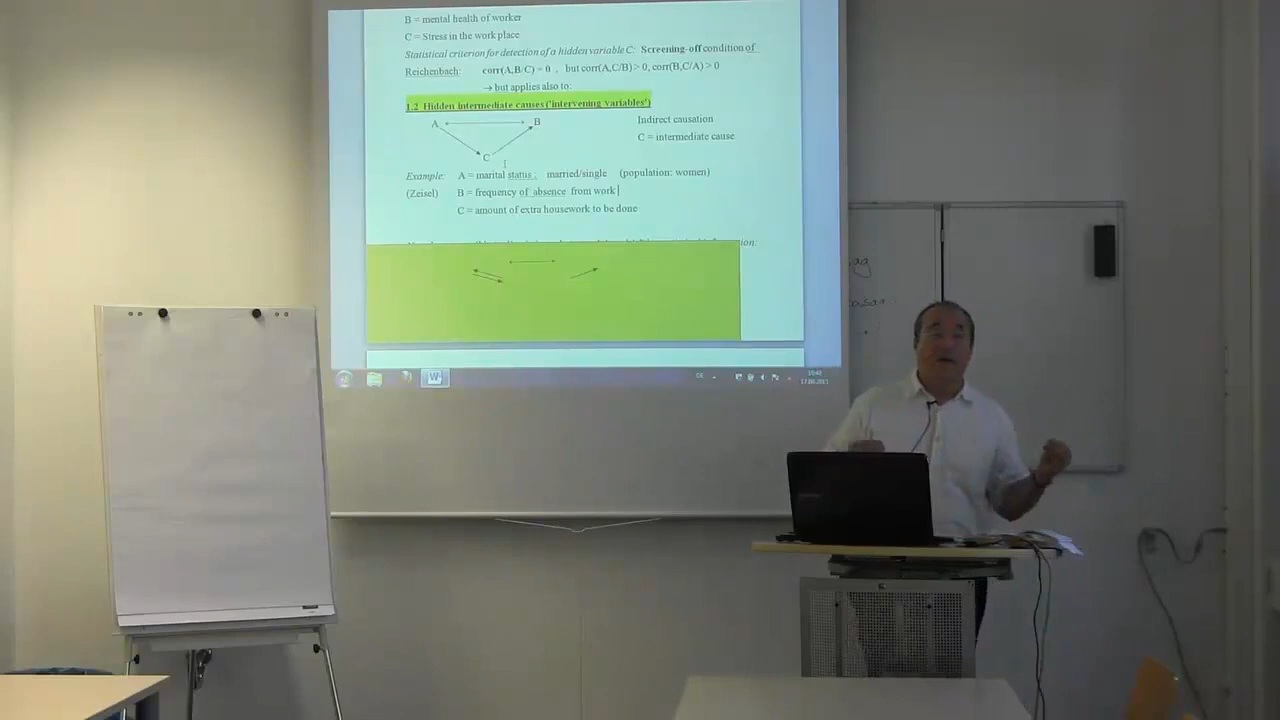 B = mental health of worker
C = Stress in the work place
Statistical criterion for detection of a hidden variable C: Screening-off condition of
Reichenbach: corr(A,B/C) = 0 , but corr(A,C/B) > 0, corr(B,C/A) > 0
→ but applies also to:
1.2 Hidden intermediate causes ('intervening variables')
A B Indirect causation
C = intermediate cause
C
Example: A = marital status : married/single (population: women)
(Zeisel) B = frequency of absence from work
C = amount of extra housework to be done
ion:
DE